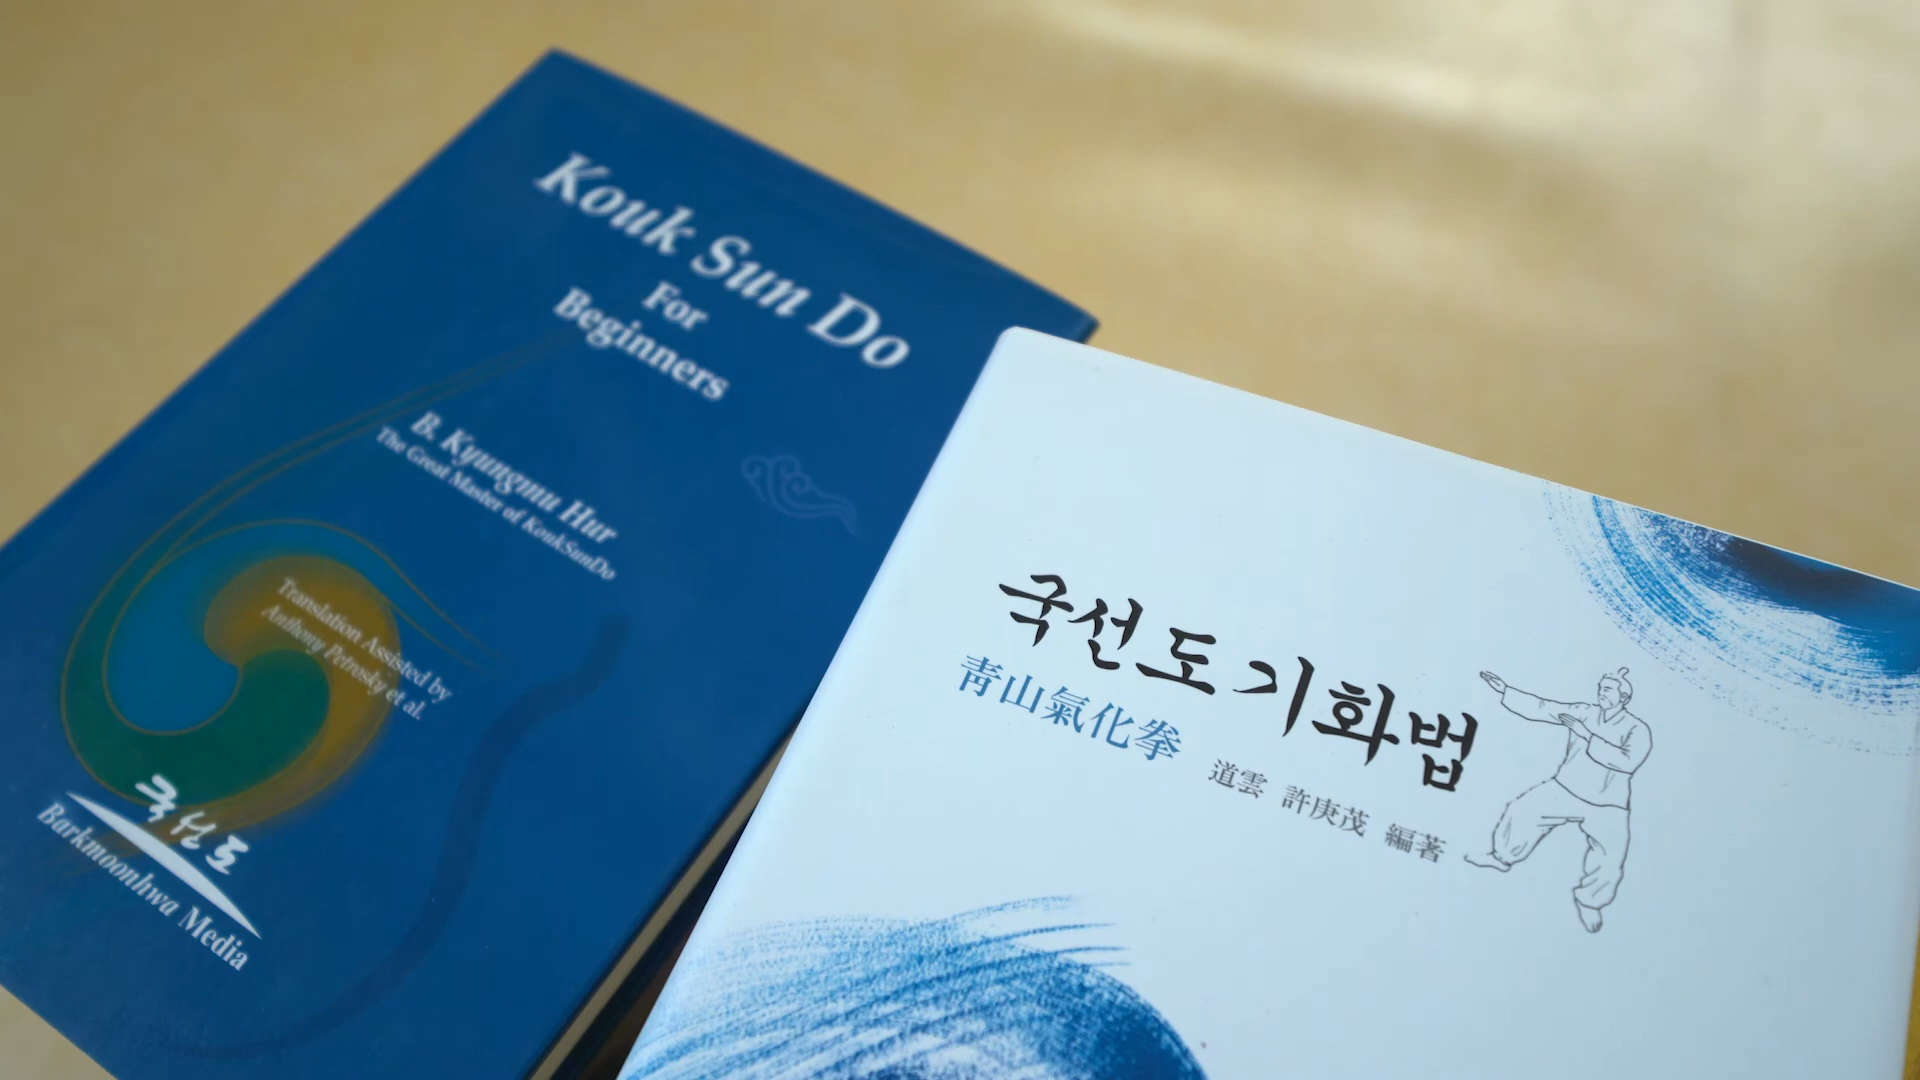 Kouk Sun Do
For
Beginners
B. Kyungmu Hur
The Great Master of KoukSunDo
Translation Assisted by
Anthony Petrosky et al.
국선도
Barkmoonhwa Media
국선도 기화법
靑山氣化拳
道雲 許庚茂 編著